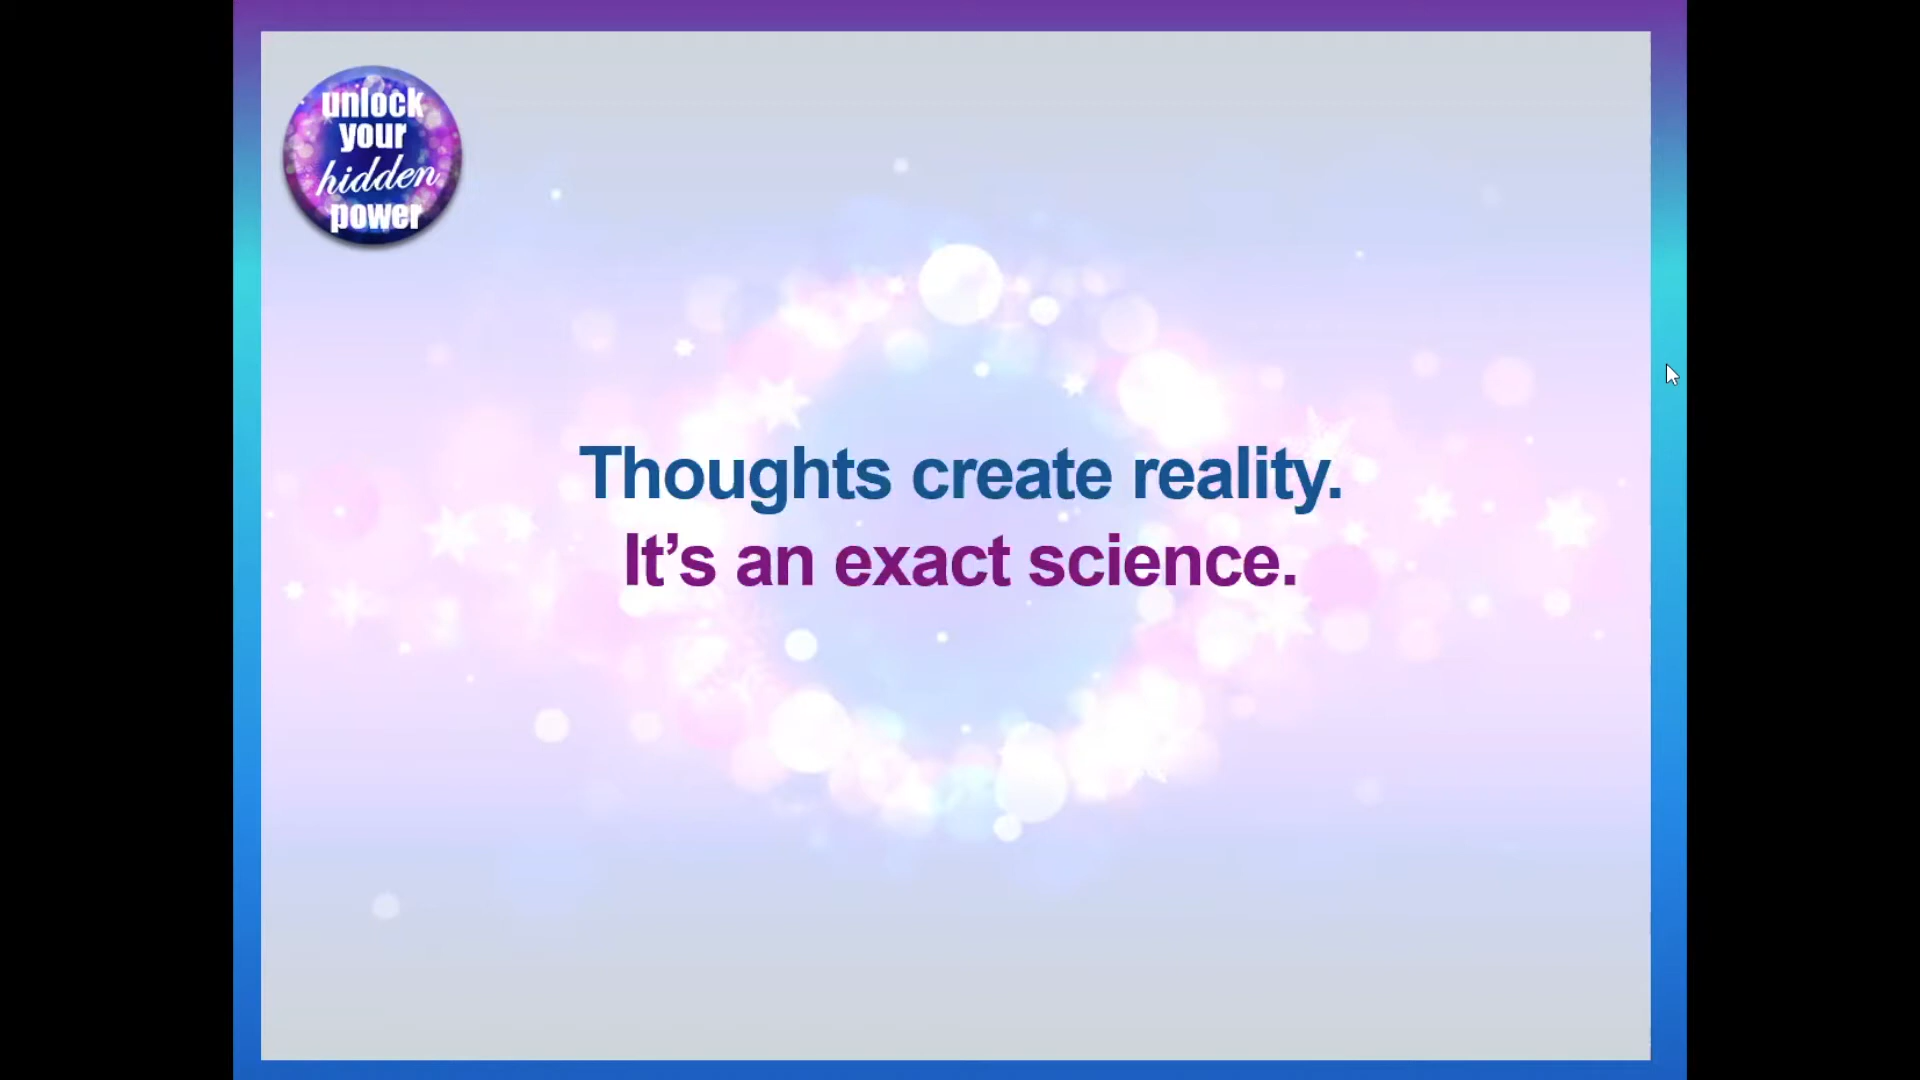 unlock
your
hidden
power
Thoughts create reality.
It’s an exact science.